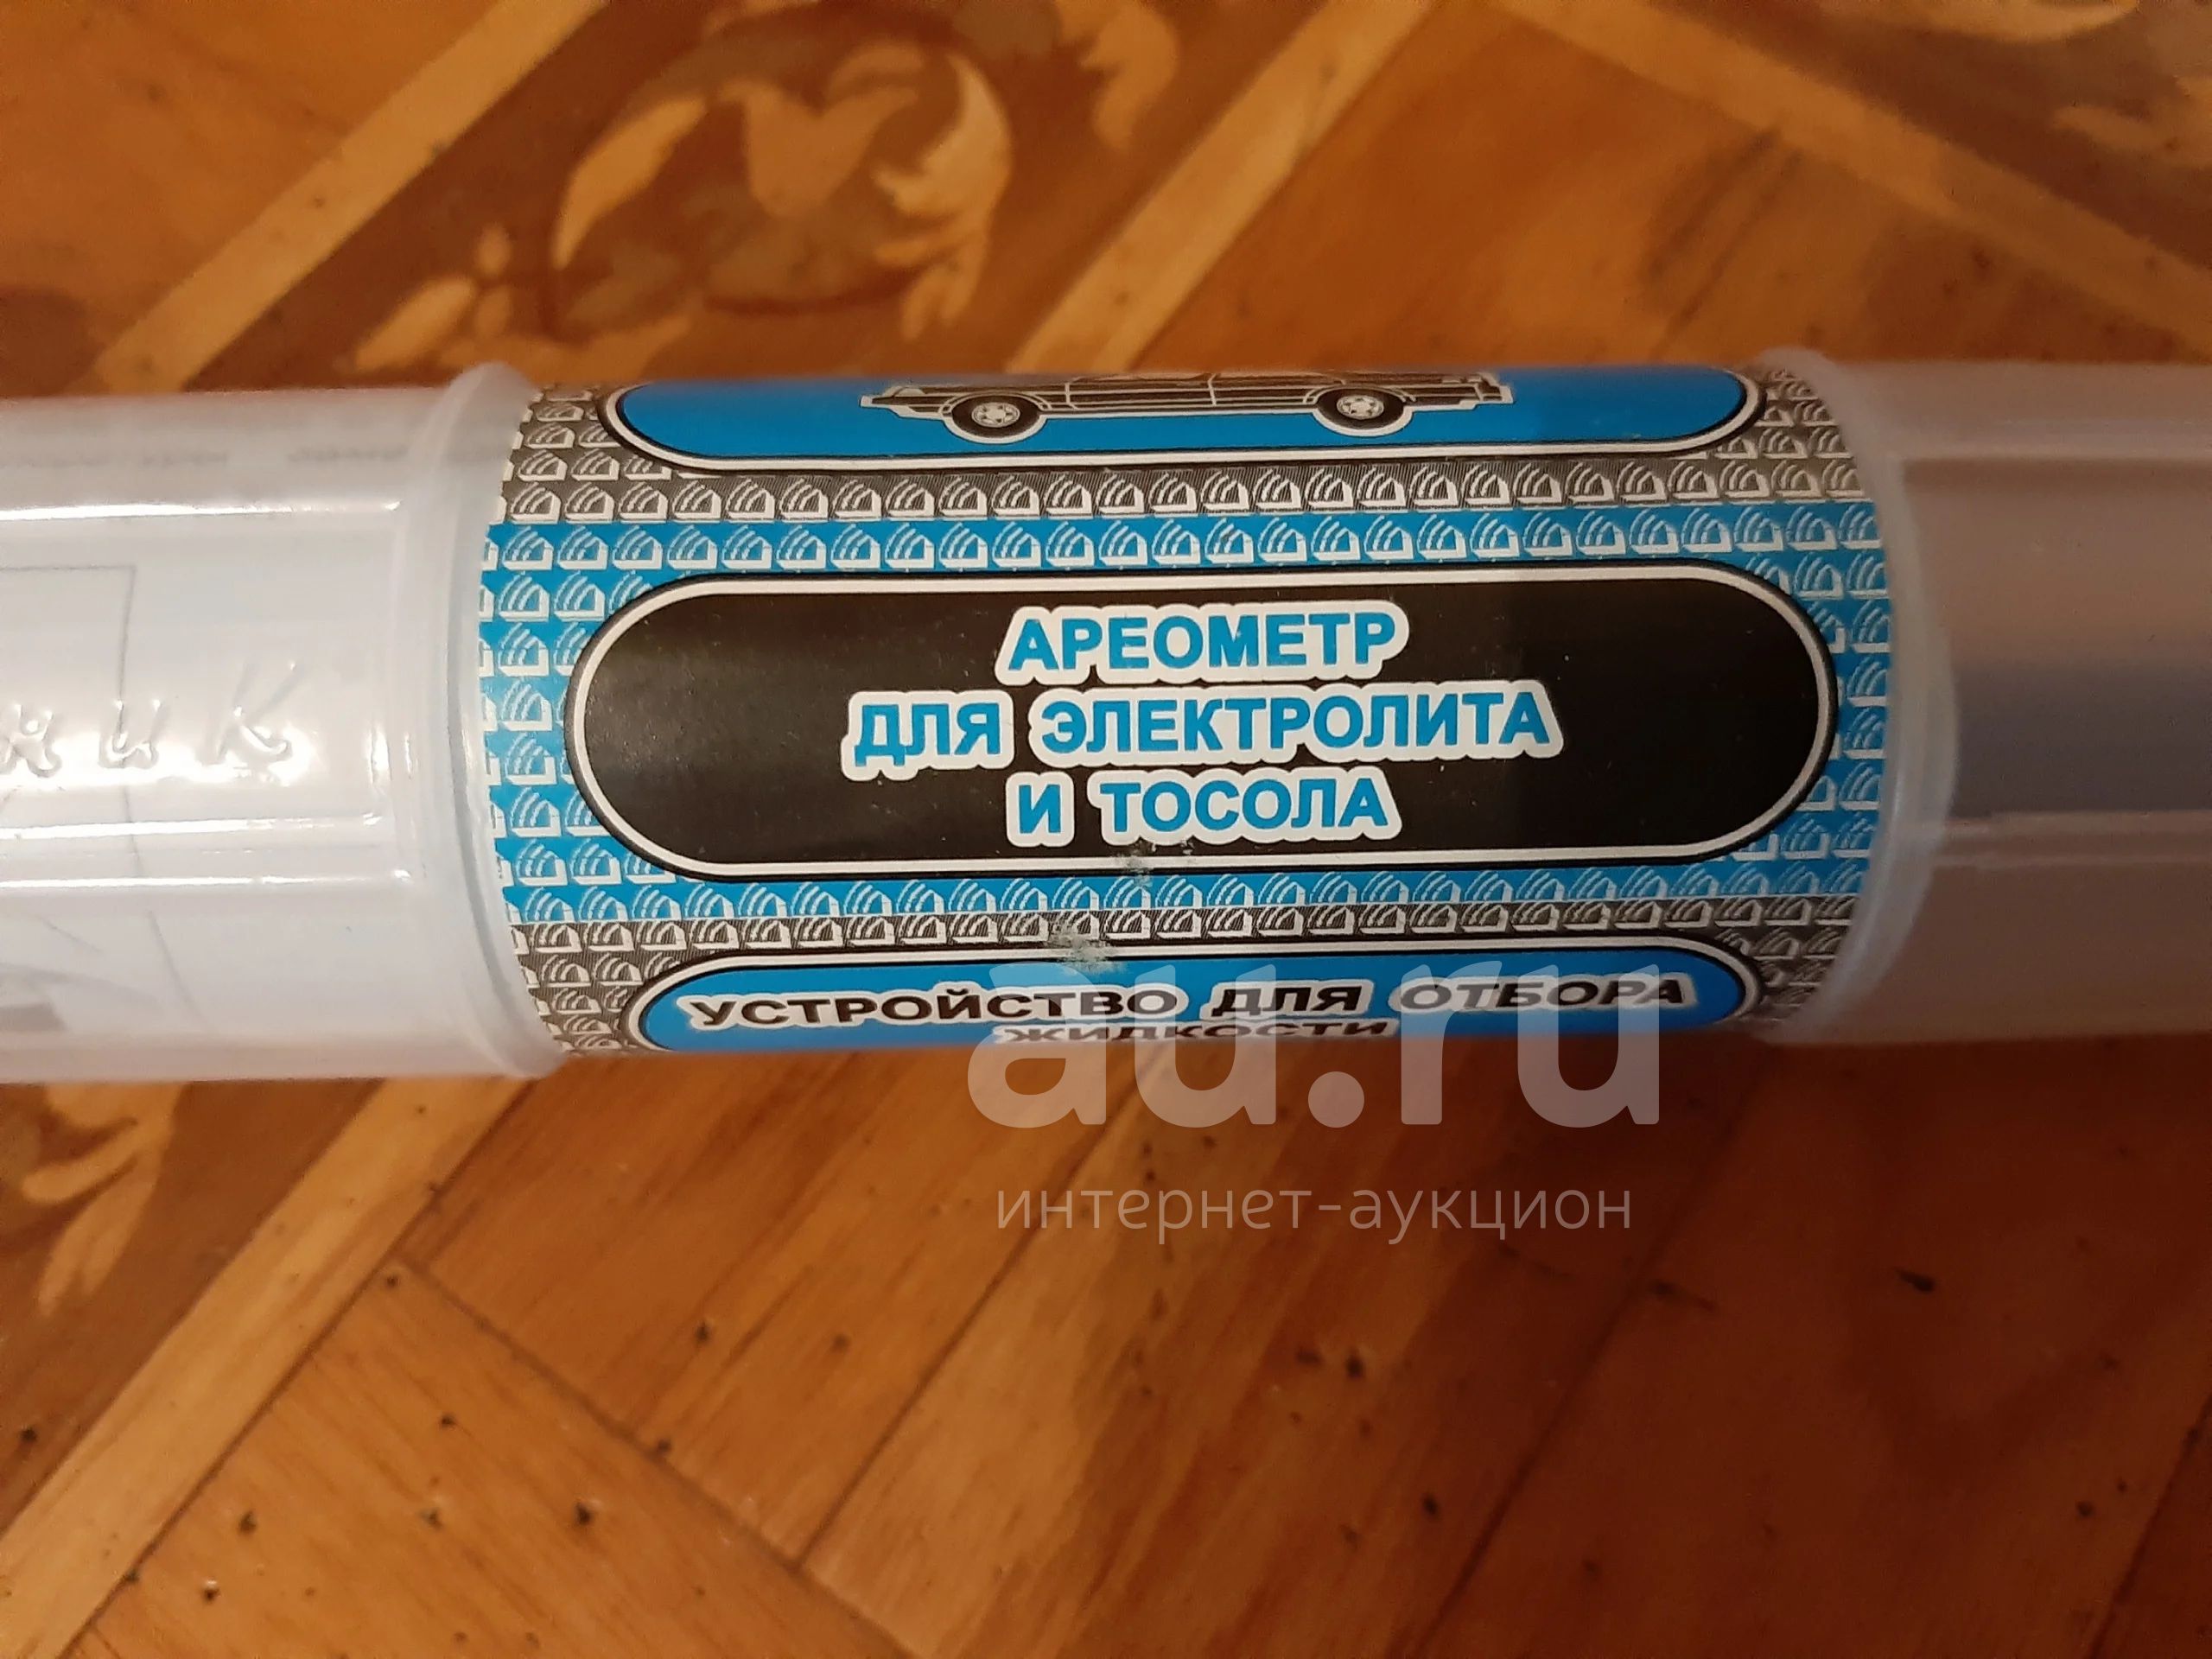 АРЕОМЕТР
ДЛЯ ЭЛЕКТРОЛИТА
И ТОСОЛА
УСТРОЙСТВО ДЛЯ ОТБОРА
ЖИДКОСТИ
au.ru
интернет-аукцион